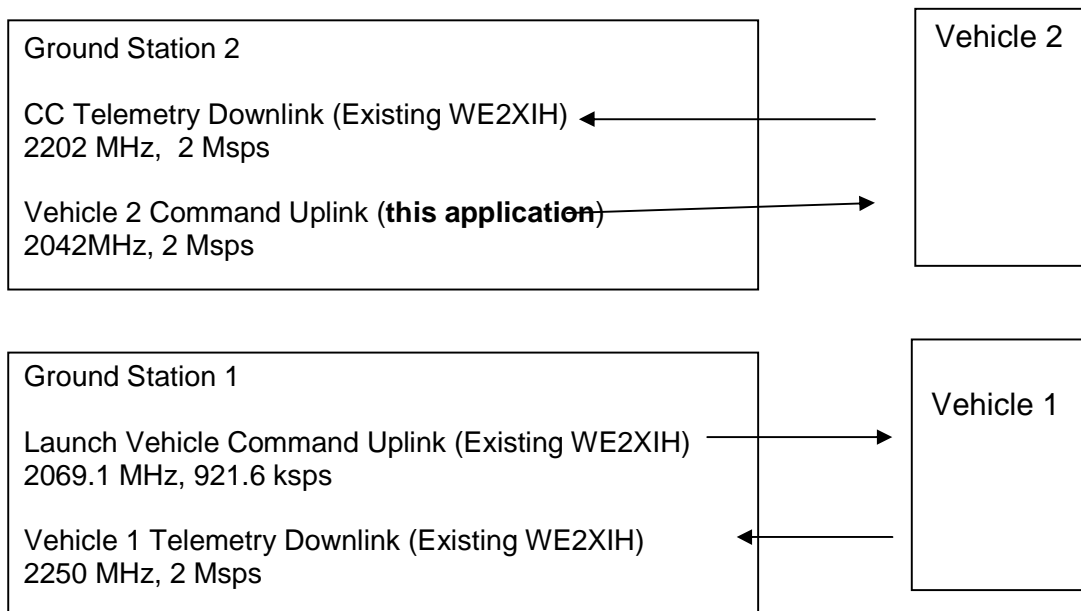 Ground Station 2
CC Telemetry Downlink (Existing WE2XIH)
2202 MHz, 2 Msps
Vehicle 2 Command Uplink (this application)
2042MHz, 2 Msps
Vehicle 2
Ground Station 1
Launch Vehicle Command Uplink (Existing WE2XIH)
2069.1 MHz, 921.6 ksps
Vehicle 1 Telemetry Downlink (Existing WE2XIH)
2250 MHz, 2 Msps
Vehicle 1